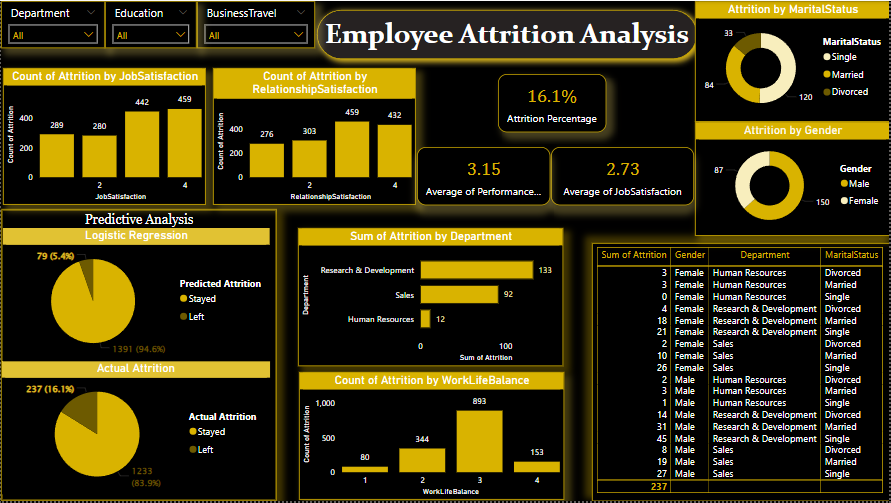 Department
All
Education
All
BusinessTravel
All
Employee Attrition Analysis
Attrition by MaritalStatus
33
84
120
MaritalStatus
Single
Married
Divorced
Count of Attrition by JobSatisfaction
Count of Attrition
400
200
0
289
280
442
459
2
4
JobSatisfaction
Count of Attrition by
RelationshipSatisfaction
Count of Attrition
400
200
0
276
303
459
432
2
4
RelationshipSatisfaction
16.1%
Attrition Percentage
3.15
Average of Performance...
2.73
Average of JobSatisfaction
Attrition by Gender
87
150
Gender
Male
Female
Predictive Analysis
Logistic Regression
79 (5.4%)
1391 (94.6%)
Predicted Attrition
Stayed
Left
Actual Attrition
237 (16.1%)
1233
(83.9%)
Actual Attrition
Stayed
Left
Sum of Attrition by Department
Department
Research & Development
133
Sales
92
Human Resources
12
0
100
Sum of Attrition
Count of Attrition by WorkLifeBalance
Count of Attrition
1,000
500
0
80
344
893
153
1
2
3
4
WorkLifeBalance
Sum of Attrition Gender Department MaritalStatus
3 Female Human Resources Divorced
3 Female Human Resources Married
0 Female Human Resources Single
4 Female Research & Development Divorced
18 Female Research & Development Married
21 Female Research & Development Single
2 Female Sales Divorced
10 Female Sales Married
26 Female Sales Single
2 Male Human Resources Divorced
3 Male Human Resources Married
1 Male Human Resources Single
14 Male Research & Development Divorced
31 Male Research & Development Married
45 Male Research & Development Single
8 Male Sales Divorced
19 Male Sales Married
27 Male Sales Single
237